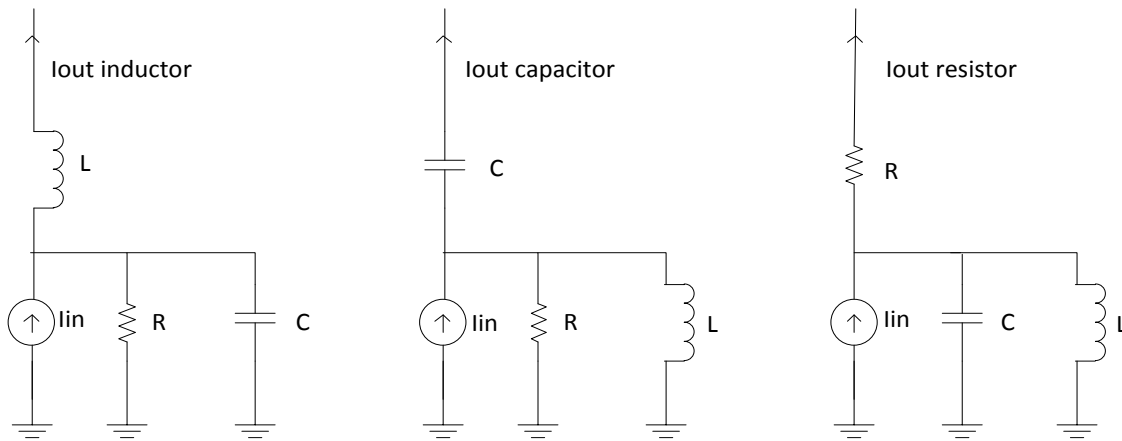 Iout inductor
Iout capacitor
Iout resistor
L
C
R
Iin
R
C
Iin
R
L
Iin
C
L